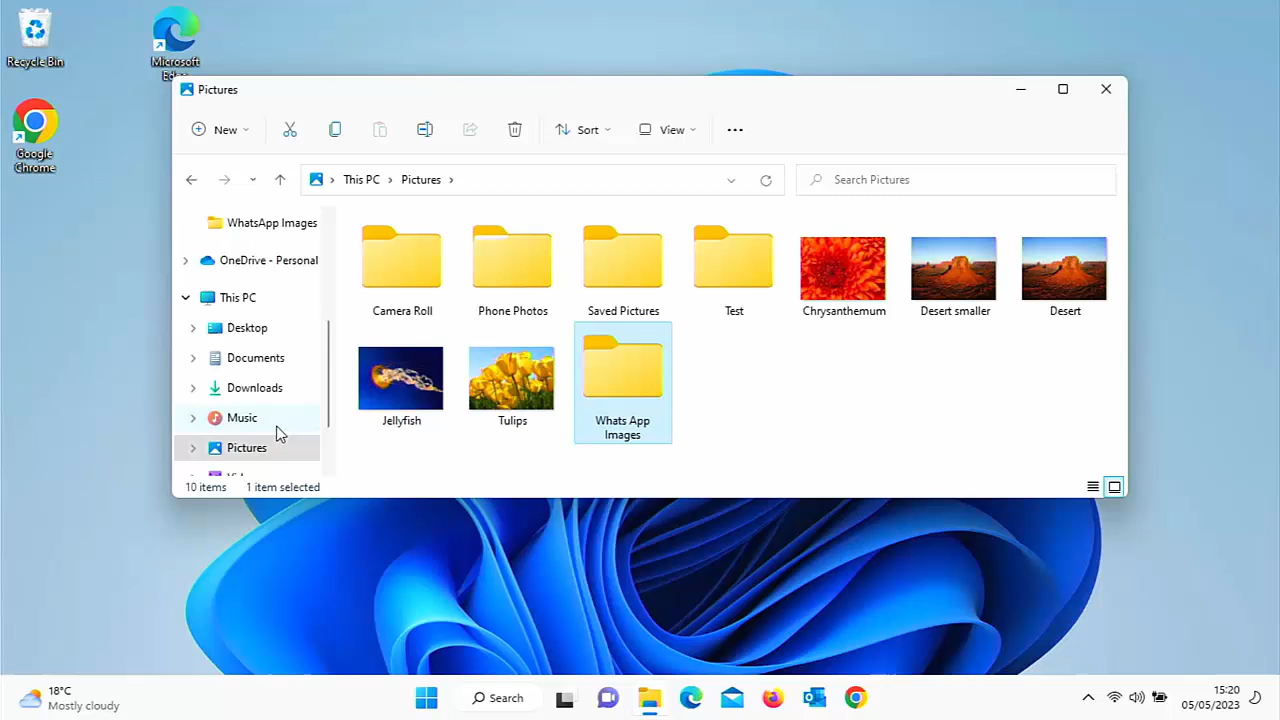 Recycle Bin
Microsoft
Edge
Google
Chrome
Pictures
New
Sort
View
This PC
Pictures
Search Pictures
WhatsApp Images
OneDrive - Personal
This PC
Desktop
Documents
Downloads
Music
Pictures
Camera Roll
Phone Photos
Saved Pictures
Test
Chrysanthemum
Desert smaller
Desert
Jellyfish
Tulips
Whats App
Images
10 items
1 item selected
18°C
Mostly cloudy
Search
15:20
05/05/2023